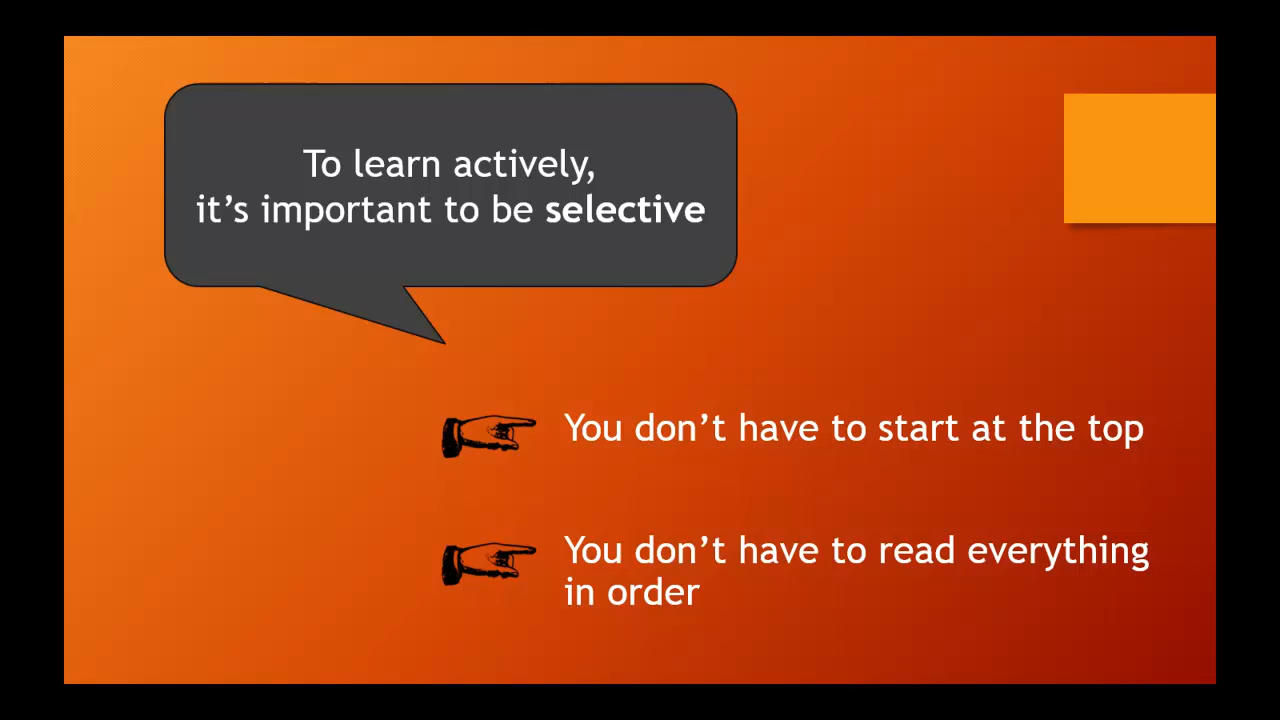 To learn actively,
it's important to be selective
You don't have to start at the top
You don't have to read everything
in order